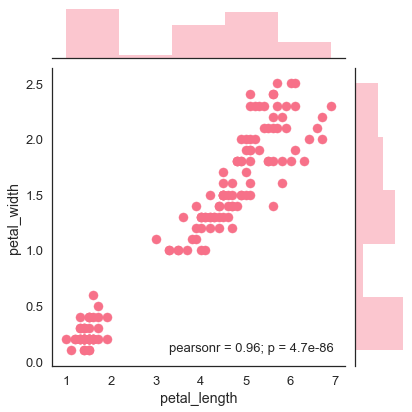 2.5
2.0
1.5
1.0
0.5
0.0
petal_width
pearsonr = 0.96; p = 4.7e-86
1 2 3 4 5 6 7
petal_length